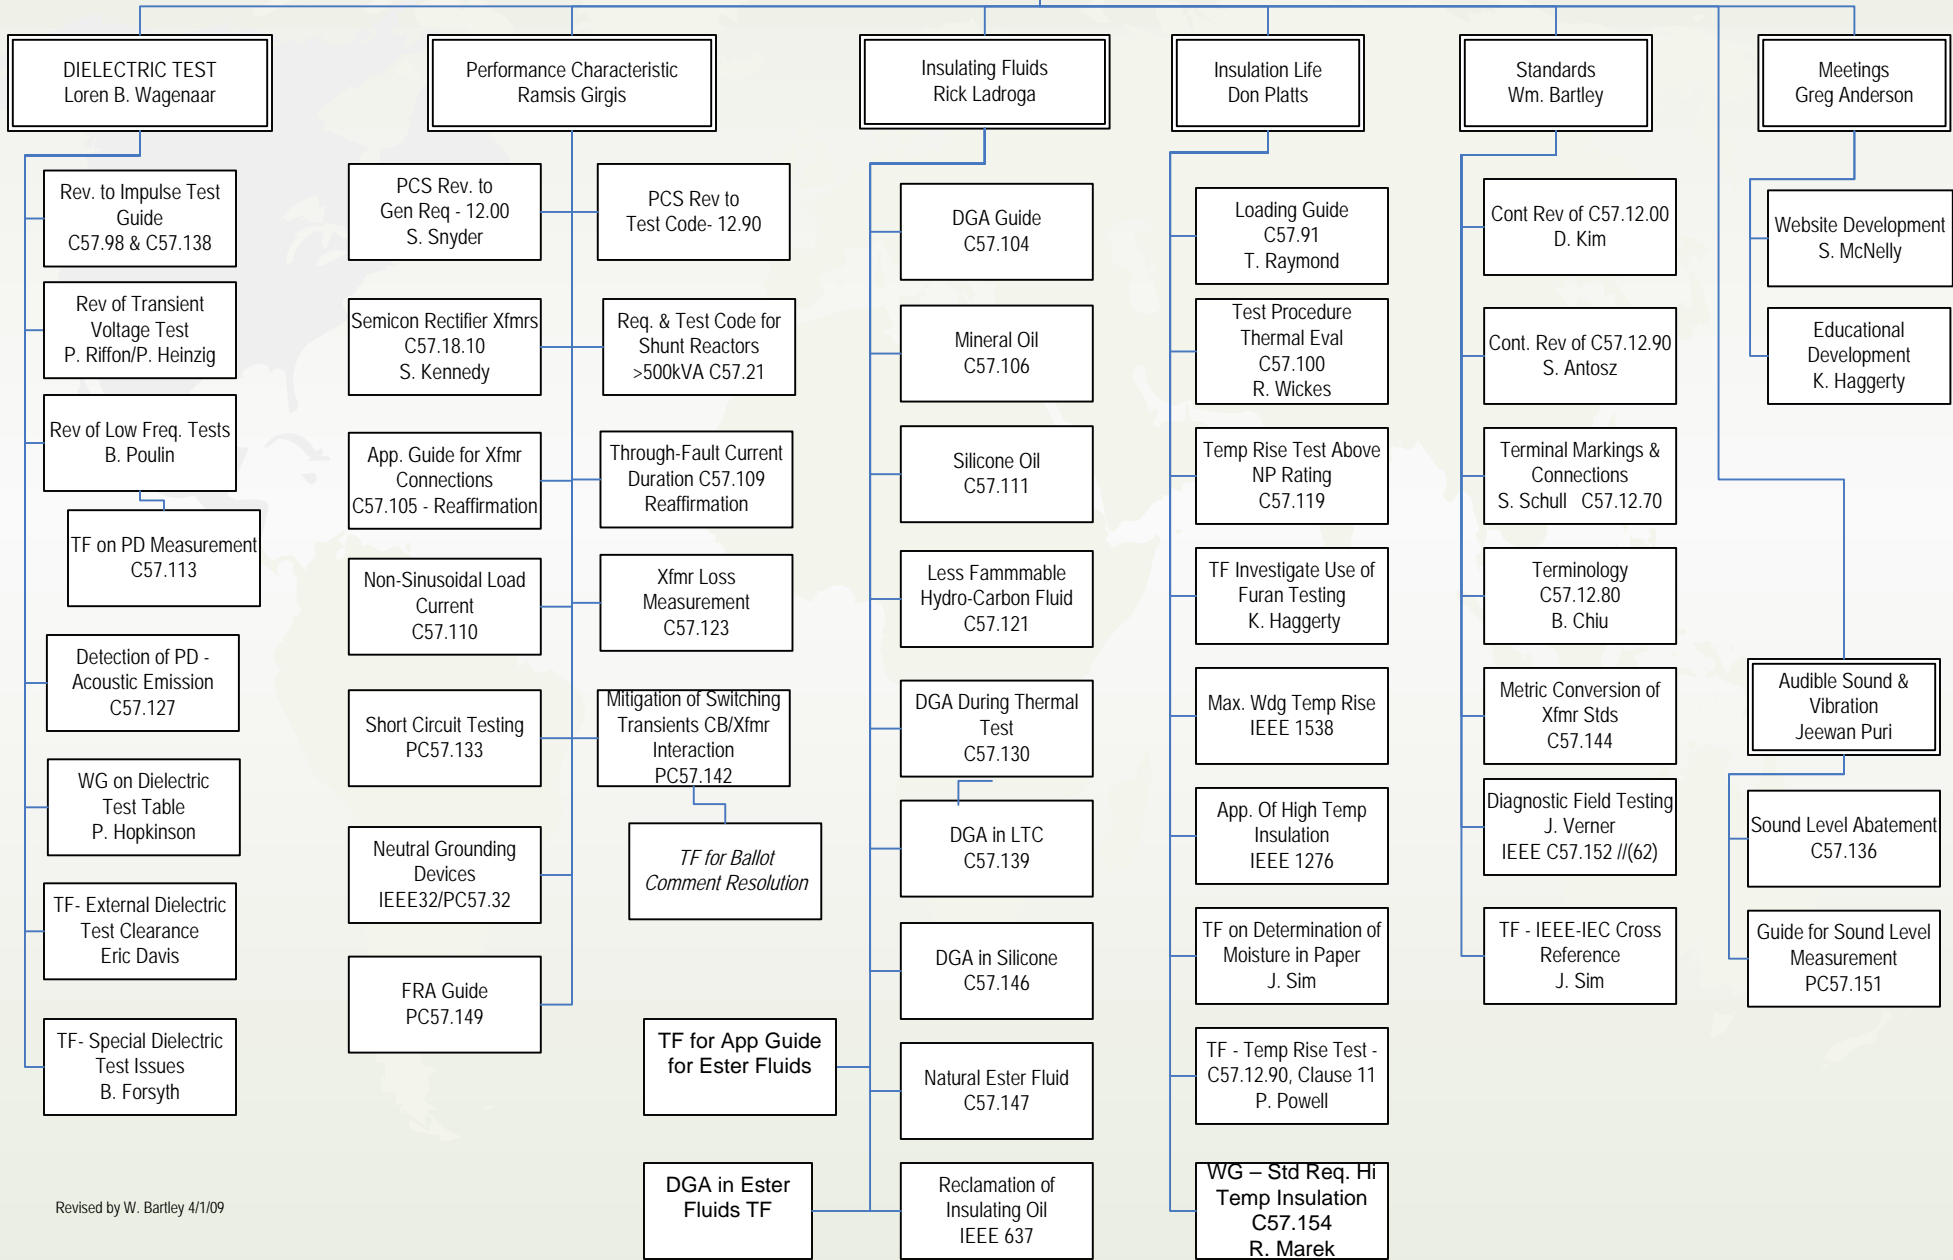 DIELECTRIC TEST
Loren B. Wagenaar
Performance Characteristic
Ramsis Girgis
Insulating Fluids
Rick Ladroga
Insulation Life
Don Platts
Standards
Wm. Bartley
Meetings
Greg Anderson
Rev. to Impulse Test
Guide
C57.98 & C57.138
Rev of Transient
Voltage Test
P. Riffon/P. Heinzig
Rev of Low Freq. Tests
B. Poulin
TF on PD Measurement
C57.113
Detection of PD -
Acoustic Emission
C57.127
WG on Dielectric
Test Table
P. Hopkinson
TF- External Dielectric
Test Clearance
Eric Davis
TF- Special Dielectric
Test Issues
B. Forsyth
PCS Rev. to
Gen Req - 12.00
S. Snyder
PCS Rev to
Test Code- 12.90
Semicon Rectifier Xfmrs
C57.18.10
S. Kennedy
Req. & Test Code for
Shunt Reactors
>500kVA C57.21
App. Guide for Xfmr
Connections
C57.105 - Reaffirmation
Through-Fault Current
Duration C57.109
Reaffirmation
Non-Sinusoidal Load
Current
C57.110
Xfmr Loss
Measurement
C57.123
Short Circuit Testing
PC57.133
Mitigation of Switching
Transients CB/Xfmr
Interaction
PC57.142
Neutral Grounding
Devices
IEEE32/PC57.32
TF for Ballot
Comment Resolution
FRA Guide
PC57.149
DGA Guide
C57.104
Mineral Oil
C57.106
Silicone Oil
C57.111
Less Fammmable
Hydro-Carbon Fluid
C57.121
DGA During Thermal
Test
C57.130
DGA in LTC
C57.139
DGA in Silicone
C57.146
TF for App Guide
for Ester Fluids
Natural Ester Fluid
C57.147
DGA in Ester
Fluids TF
Reclamation of
Insulating Oil
IEEE 637
Loading Guide
C57.91
T. Raymond
Test Procedure
Thermal Eval
C57.100
R. Wickes
Temp Rise Test Above
NP Rating
C57.119
TF Investigate Use of
Furan Testing
K. Haggerty
Max. Wdg Temp Rise
IEEE 1538
App. Of High Temp
Insulation
IEEE 1276
TF on Determination of
Moisture in Paper
J. Sim
TF - Temp Rise Test -
C57.12.90, Clause 11
P. Powell
WG – Std Req. Hi
Temp Insulation
C57.154
R. Marek
Cont Rev of C57.12.00
D. Kim
Cont. Rev of C57.12.90
S. Antosz
Terminal Markings &
Connections
S. Schull C57.12.70
Terminology
C57.12.80
B. Chiu
Metric Conversion of
Xfmr Stds
C57.144
Diagnostic Field Testing
J. Verner
IEEE C57.152 //(62)
TF - IEEE-IEC Cross
Reference
J. Sim
Website Development
S. McNelly
Educational
Development
K. Haggerty
Audible Sound &
Vibration
Jeewan Puri
Sound Level Abatement
C57.136
Guide for Sound Level
Measurement
PC57.151
Revised by W. Bartley 4/1/09